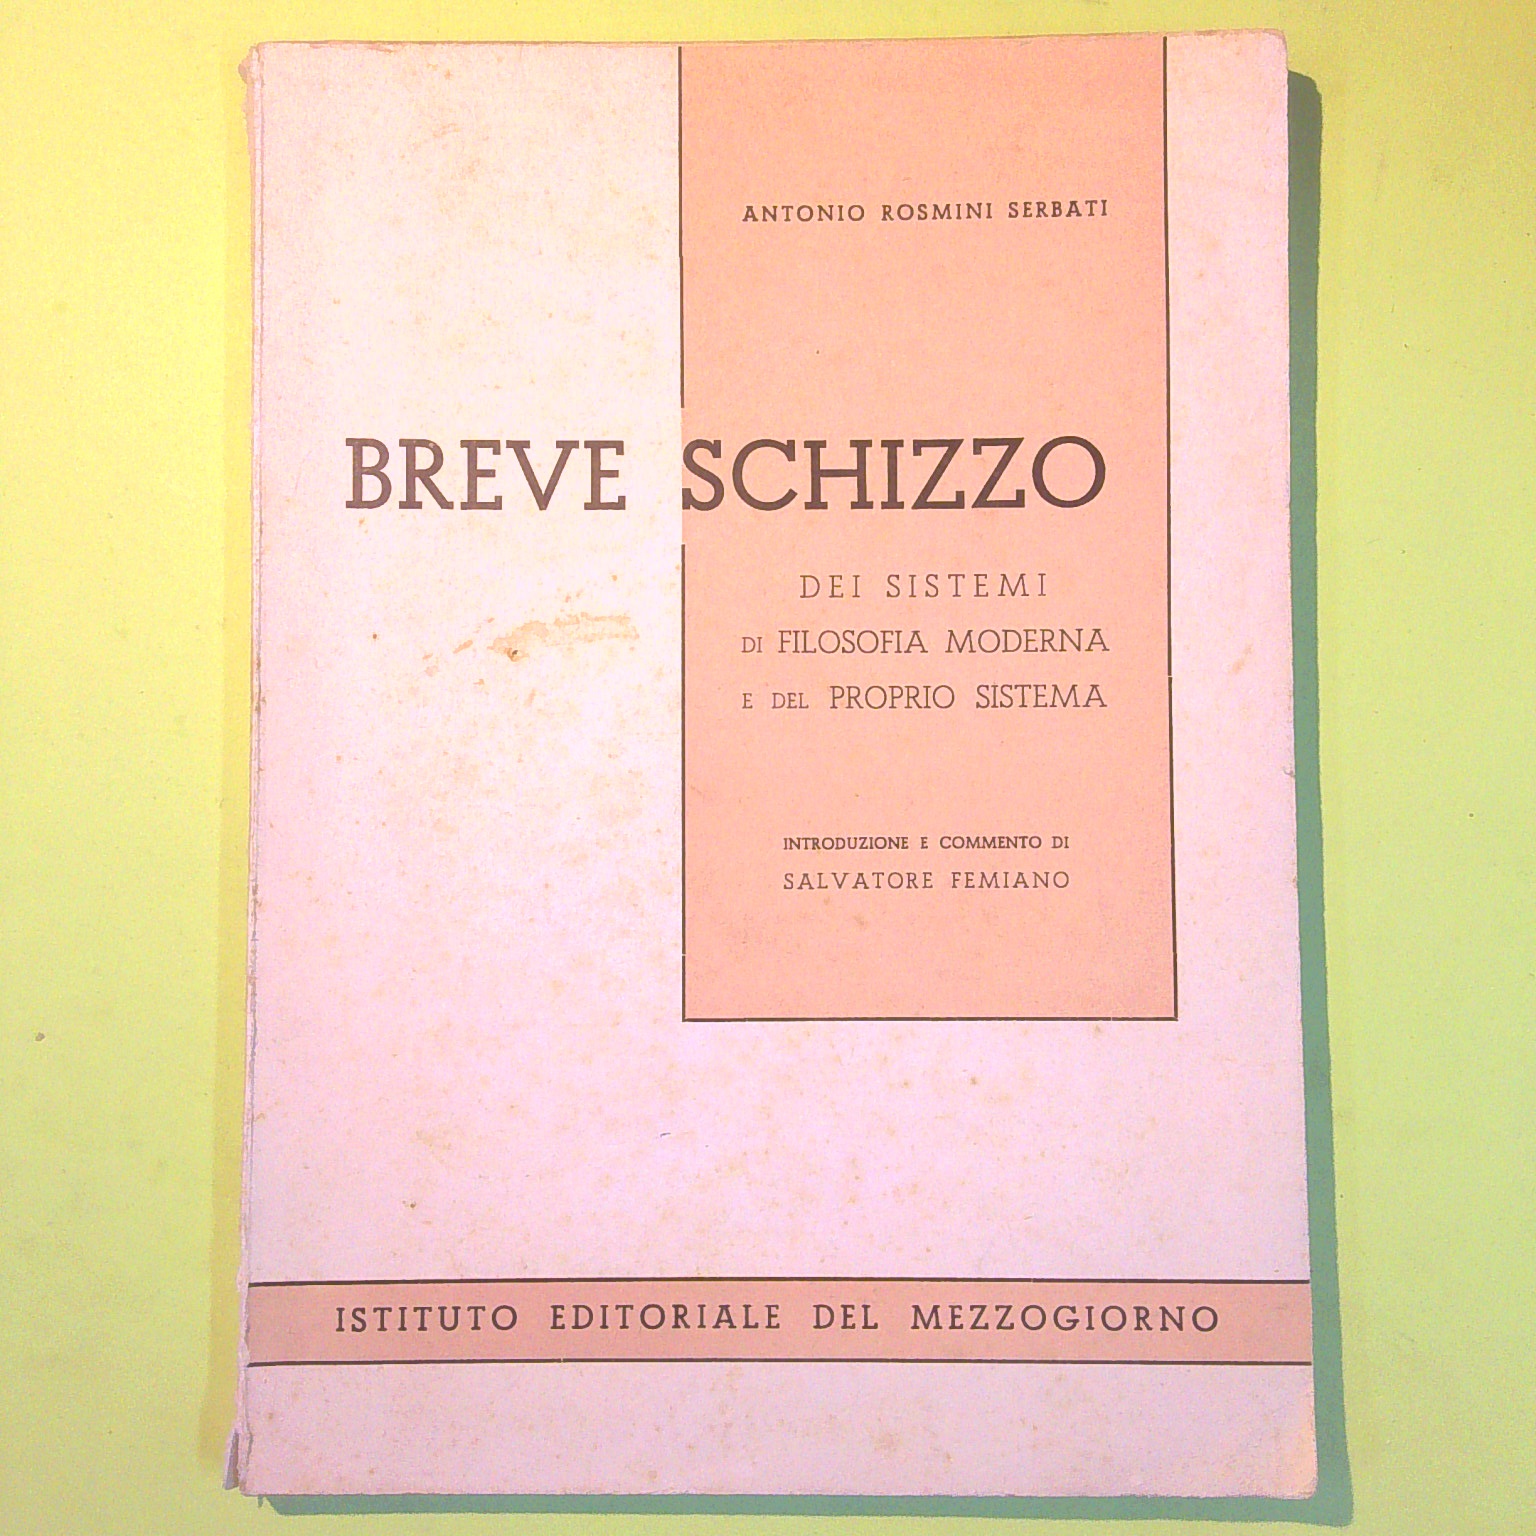 ANTONIO ROSMINI SERBATI
BREVE SCHIZZO
DEI SISTEMI
DI FILOSOFIA MODERNA
E DEL PROPRIO SISTEMA
INTRODUZIONE E COMMENTO DI
SALVATORE FEMIANO
ISTITUTO EDITORIALE DEL MEZZOGIORNO